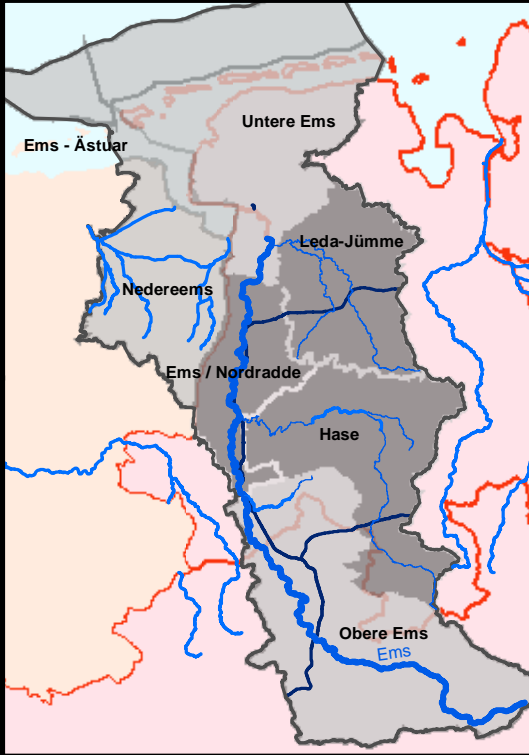 Untere Ems
Ems - Ästuar
Leda-Jümme
Nedereems
Ems / Nordradde
Hase
Obere Ems
Ems